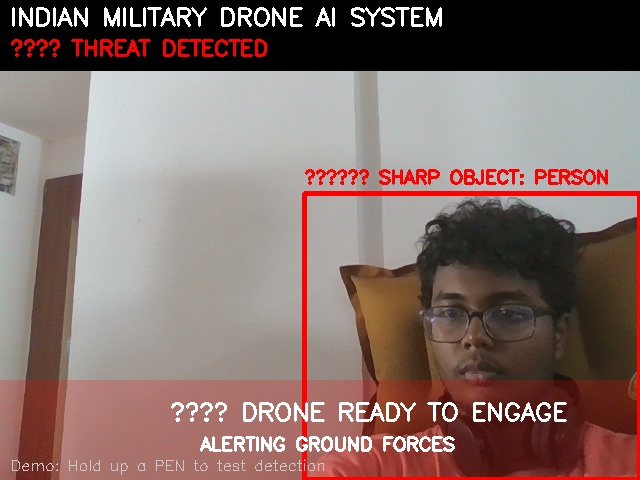 INDIAN MILITARY DRONE AI SYSTEM
???? THREAT DETECTED
?????? SHARP OBJECT: PERSON
???? DRONE READY TO ENGAGE
ALERTING GROUND FORCES
Demo: Hold up a PEN to test detection